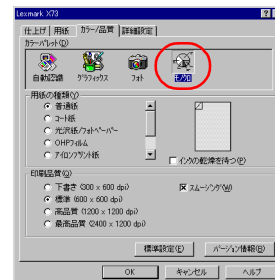 Lexmark X73
仕上げ 用紙 カラー/品質 詳細設定
カラーパレット(D)
自動認識 グラフィックス フォト モノクロ
用紙の種類(Y)
普通紙
コート紙
光沢紙/フォトペーパー
OHPフィルム
アイロンプリント紙
インクの乾燥を待つ(P)
印刷品質(Q)
下書き (300 x 600 dpi)
スムージング(M)
標準 (600 x 600 dpi)
高品質 (1200 x 1200 dpi)
最高品質 (2400 x 1200 dpi)
標準設定(E) バージョン情報(B)
OK キャンセル ヘルプ